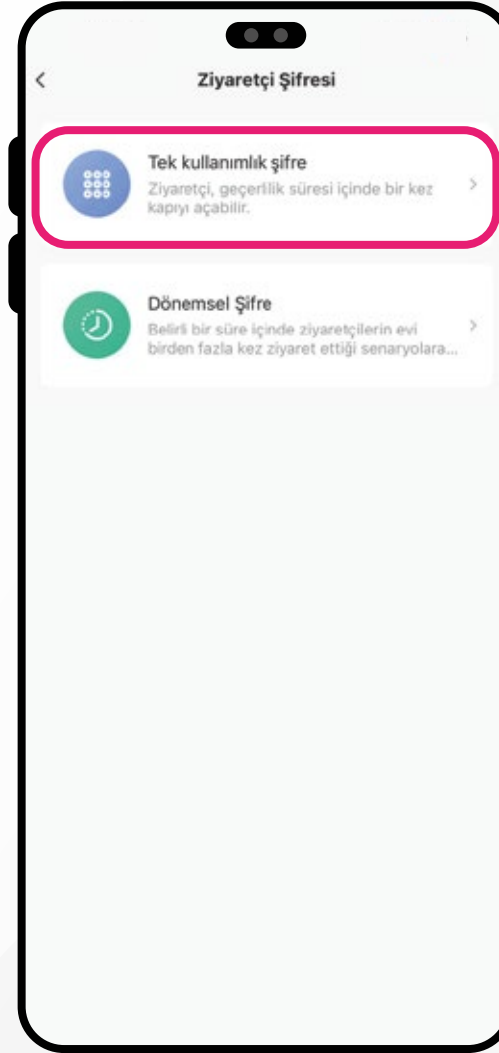 Ziyaretçi Şifresi
Tek kullanımlık şifre
Ziyaretçi, geçerlilik süresi içinde bir kez
kapıyı açabilir.
Dönemsel Şifre
Belirli bir süre içinde ziyaretçilerin evi
birden fazla kez ziyaret ettiği senaryolara...